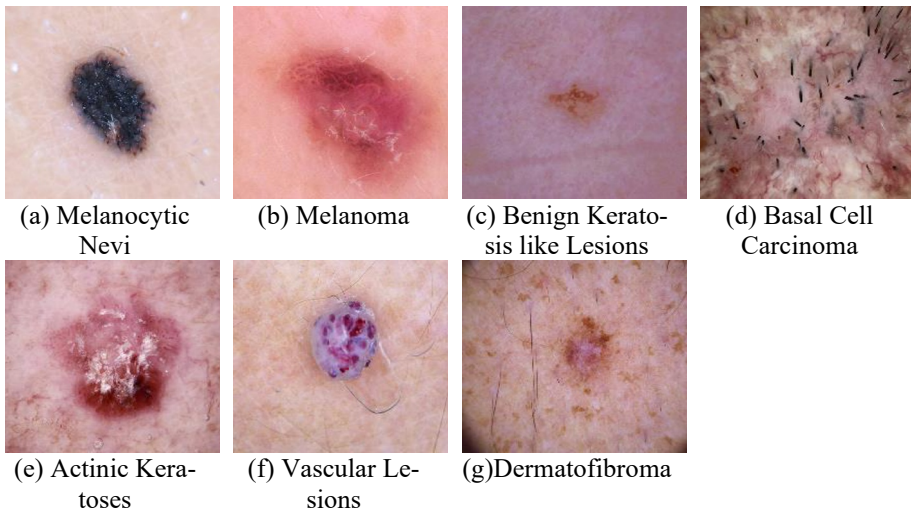 (a) Melanocytic
Nevi
(b) Melanoma
(c) Benign Kerato-
sis like Lesions
(d) Basal Cell
Carcinoma
(e) Actinic Kera-
toses
(f) Vascular Le-
sions
(g)Dermatofibroma